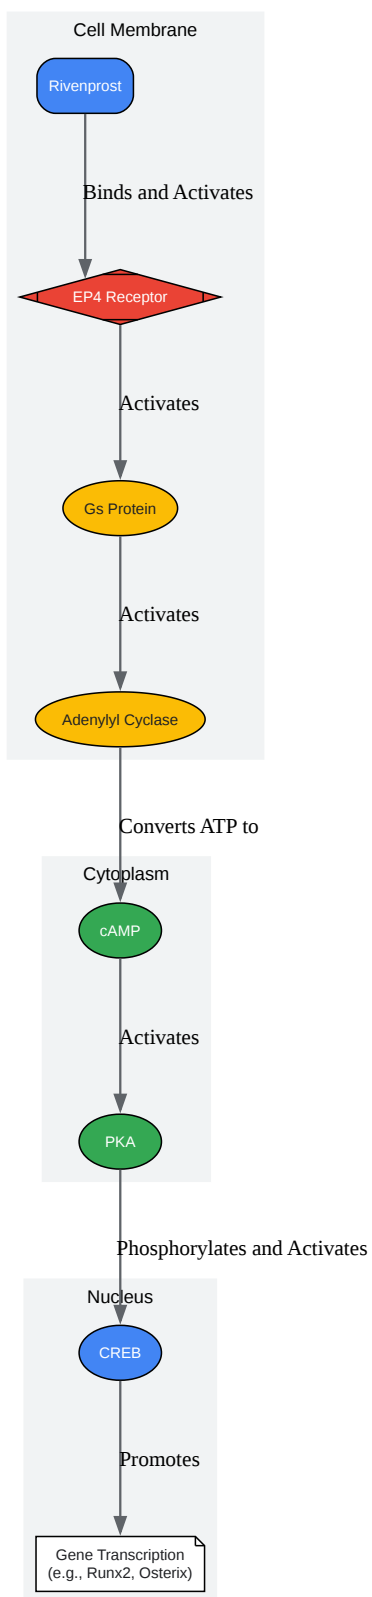 Cell Membrane
Rivenprost
Binds and Activates
EP4 Receptor
Activates
Gs Protein
Activates
Adenylyl Cyclase
Converts ATP to
Cytoplasm
cAMP
Activates
PKA
Phosphorylates and Activates
Nucleus
CREB
Promotes
Gene Transcription
(e.g., Runx2, Osterix)